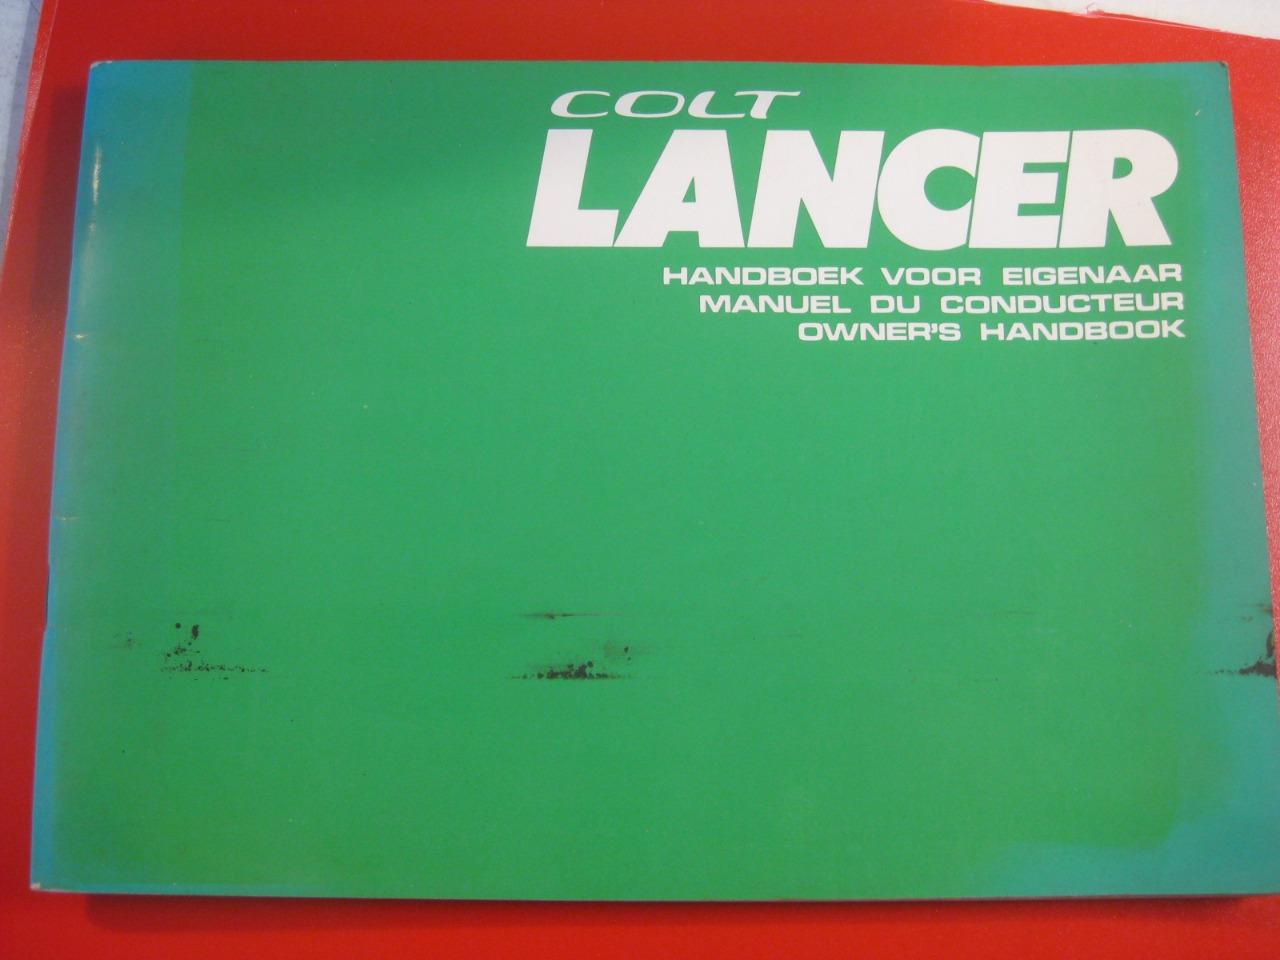 COLT
LANCER
HANDBOEK VOOR EIGENAAR
MANUEL DU CONDUCTEUR
OWNER'S HANDBOOK